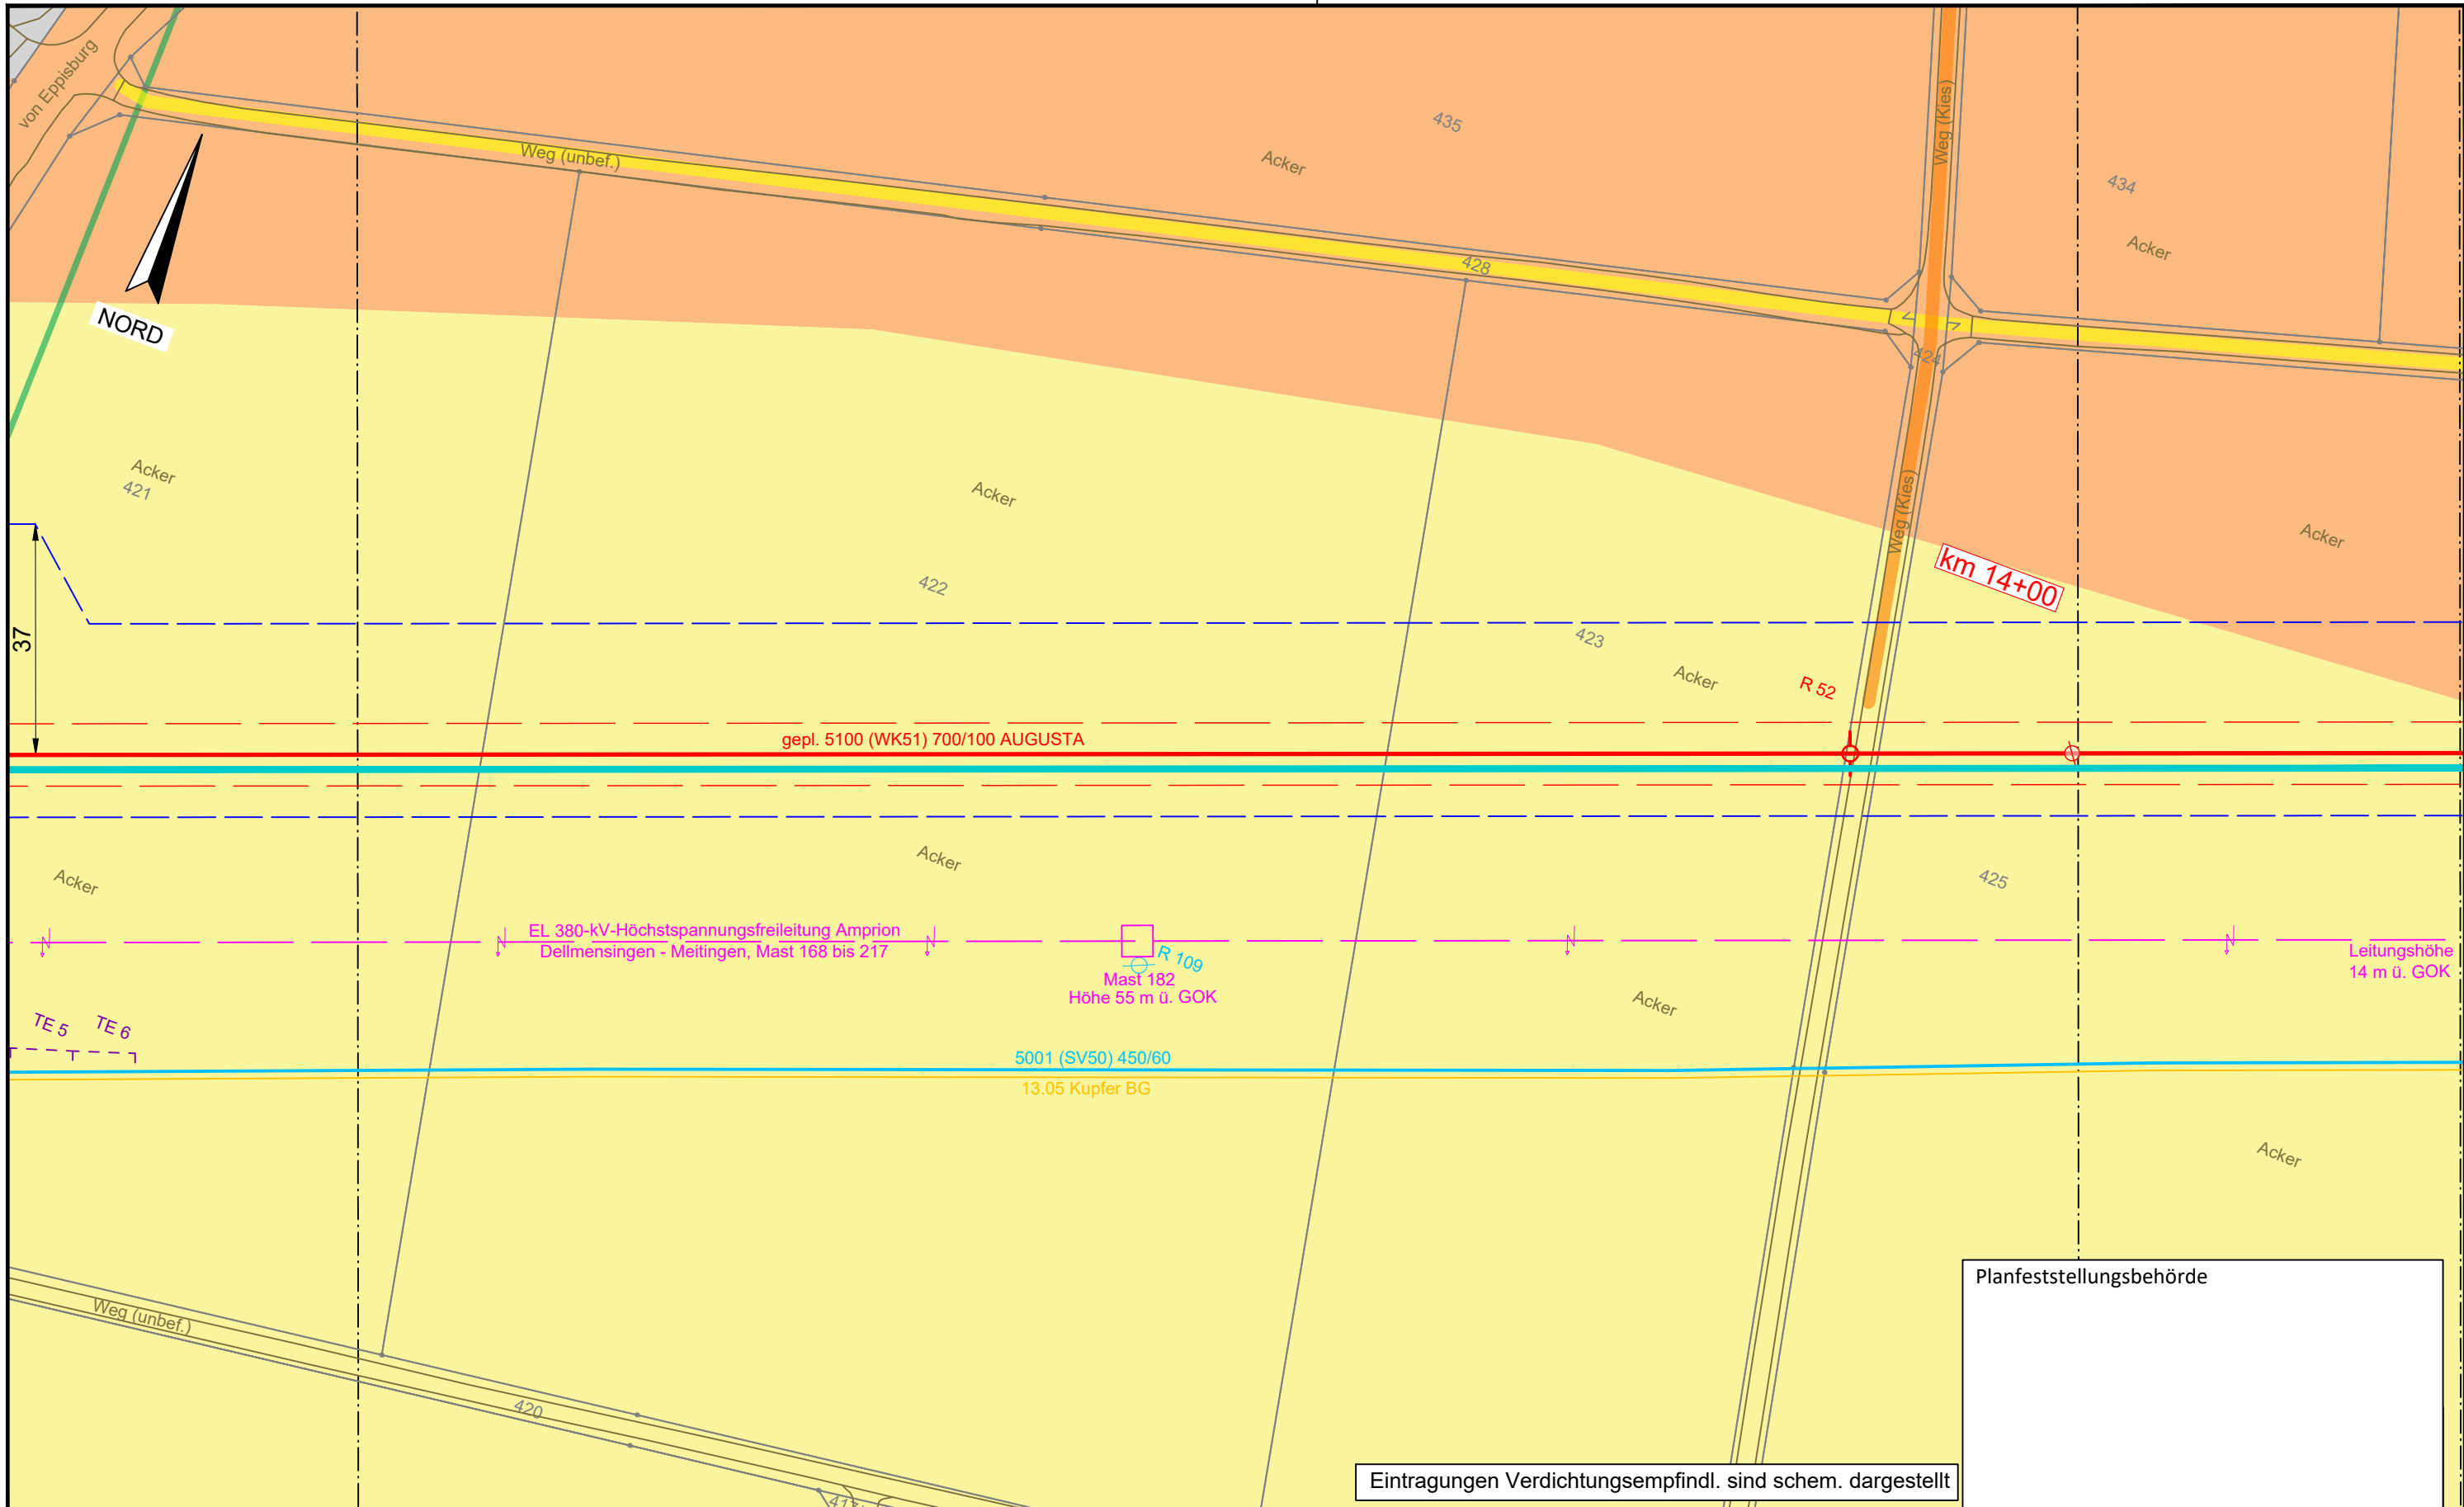 von Eppisburg
Weg (unbef.)
435
Acker
Weg (Kies)
434
Acker
428
424
NORD
Acker
421
Acker
Weg (Kies)
Acker
422
km 14+00
37
423
Acker
R 52
gepl. 5100 (WK51) 700/100 AUGUSTA
Acker
Acker
425
EL 380-kV-Höchstspannungsfreileitung Amprion
Dellmensingen - Meitingen, Mast 168 bis 217
R 109
Mast 182
Höhe 55 m ü. GOK
Leitungshöhe
14 m ü. GOK
Acker
TE 5
TE 6
5001 (SV50) 450/60
13.05 Kupfer BG
Acker
Planfeststellungsbehörde
Weg (unbef.)
420
Eintragungen Verdichtungsempfindl. sind schem. dargestellt